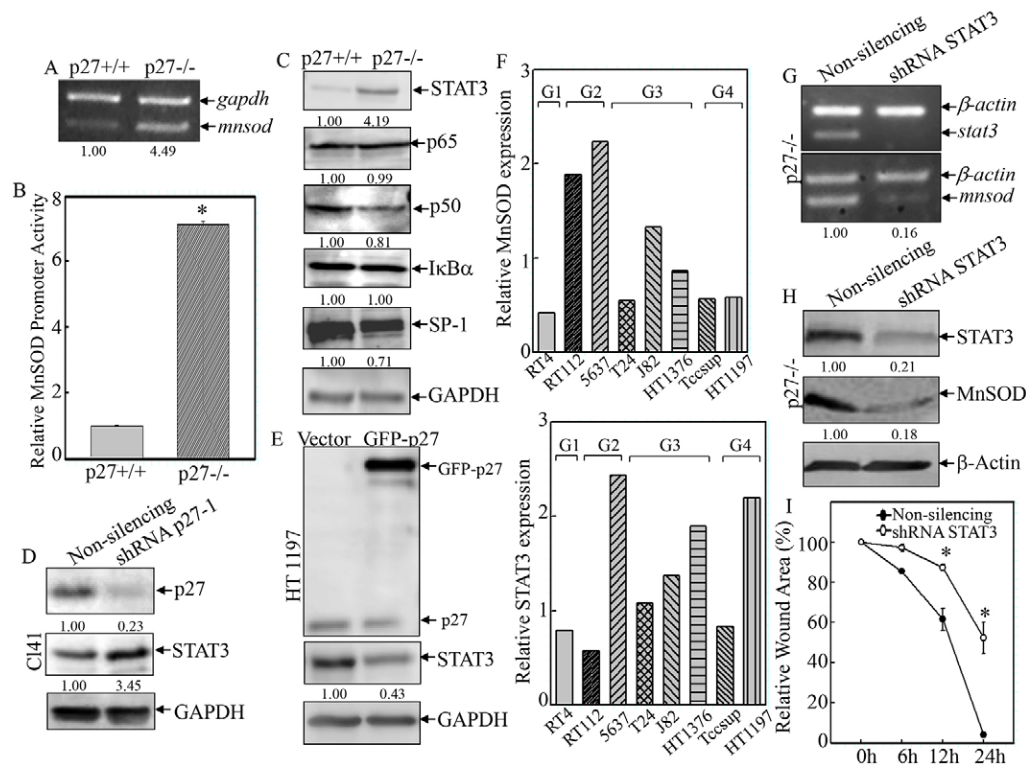 A
p27+/+ p27-/-
gapdh
mnsod
1.00 4.49
B
Relative MnSOD Promoter Activity
8
6
4
2
0
*
p27+/+ p27-/-
C
p27+/+ p27-/-
STAT3
1.00 4.19
p65
1.00 0.99
p50
1.00 0.81
IκBα
1.00 1.00
SP-1
1.00 0.71
GAPDH
D
Non-silencing
shRNA p27-1
Cl41
p27
1.00 0.23
STAT3
1.00 3.45
GAPDH
E
Vector GFP-p27
HT 1197
GFP-p27
p27
STAT3
1.00 0.43
GAPDH
F
Relative MnSOD expression
3
2
1
0
G1 G2 G3 G4
RT4 RT112 5637 T24 J82 HT1376 Tccsup HT1197
Relative STAT3 expression
3
2
1
0
G1 G2 G3 G4
RT4 RT112 5637 T24 J82 HT1376 Tccsup HT1197
G
Non-silencing
shRNA STAT3
p27-/-
β-actin
stat3
β-actin
mnsod
1.00 0.16
H
Non-silencing
shRNA STAT3
p27-/-
STAT3
1.00 0.21
MnSOD
1.00 0.18
β-Actin
I
Relative Wound Area (%)
Non-silencing
shRNA STAT3
100
80
60
40
20
0
*
*
0h 6h 12h 24h